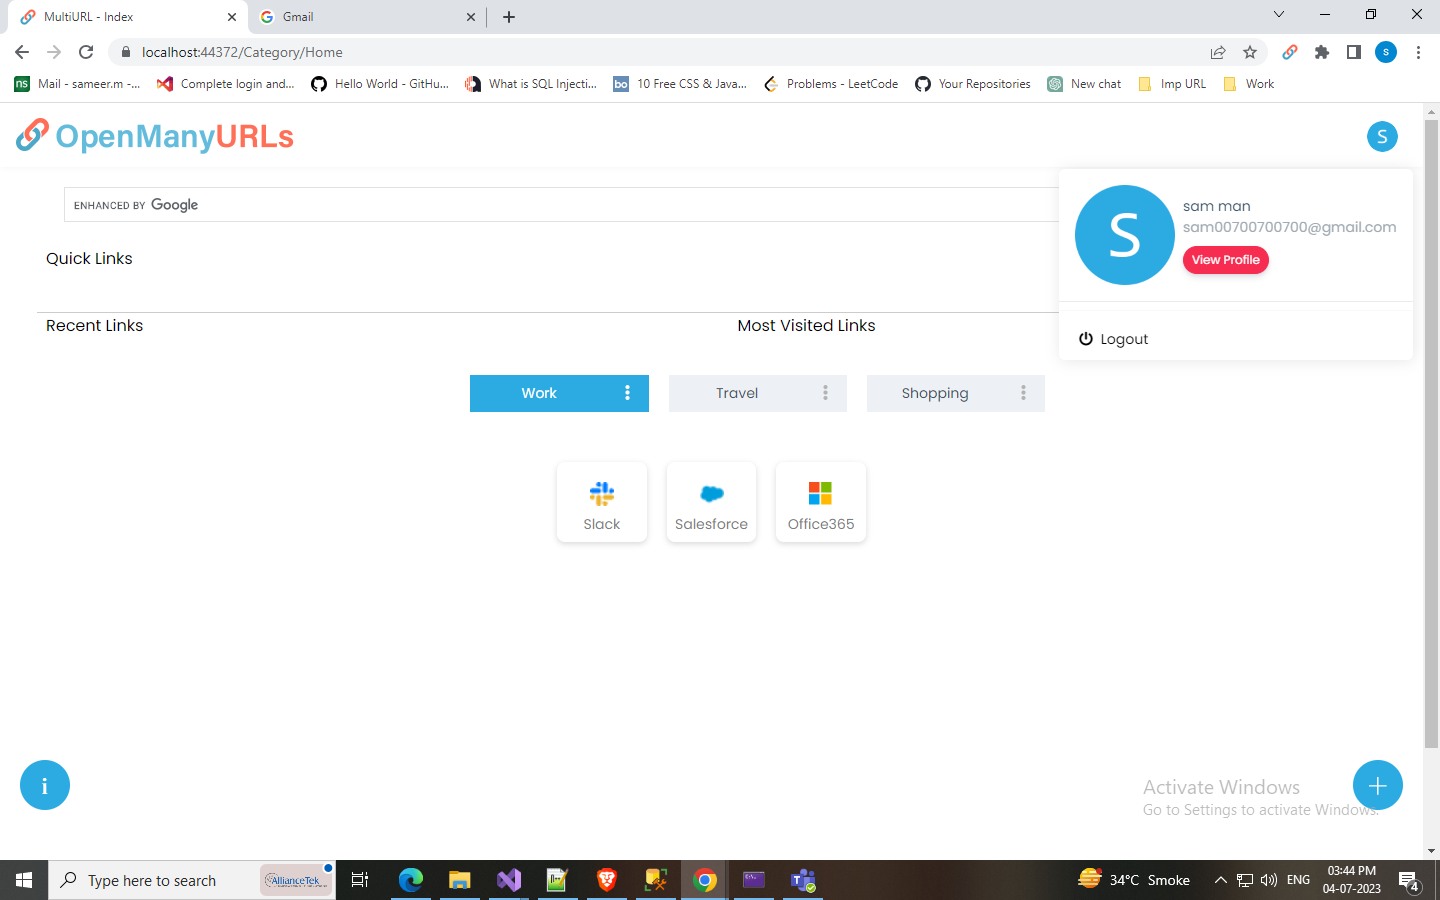 MultiURL - Index
Gmail
localhost:44372/Category/Home
S
ns Mail - sameer.m -...
Complete login and...
Hello World - GitHu...
What is SQL Injecti...
bo 10 Free CSS & Java...
Problems - LeetCode
Your Repositories
New chat
Imp URL
Work
OpenManyURLs
S
ENHANCED BY Google
S
sam man
sam00700700700@gmail.com
View Profile
Quick Links
Logout
Recent Links
Most Visited Links
Work
Travel
Shopping
Slack
Salesforce
Office365
i
Activate Windows
Go to Settings to activate Windows.
Type here to search
AllianceTek
34°C Smoke
ENG
03:44 PM
04-07-2023
4